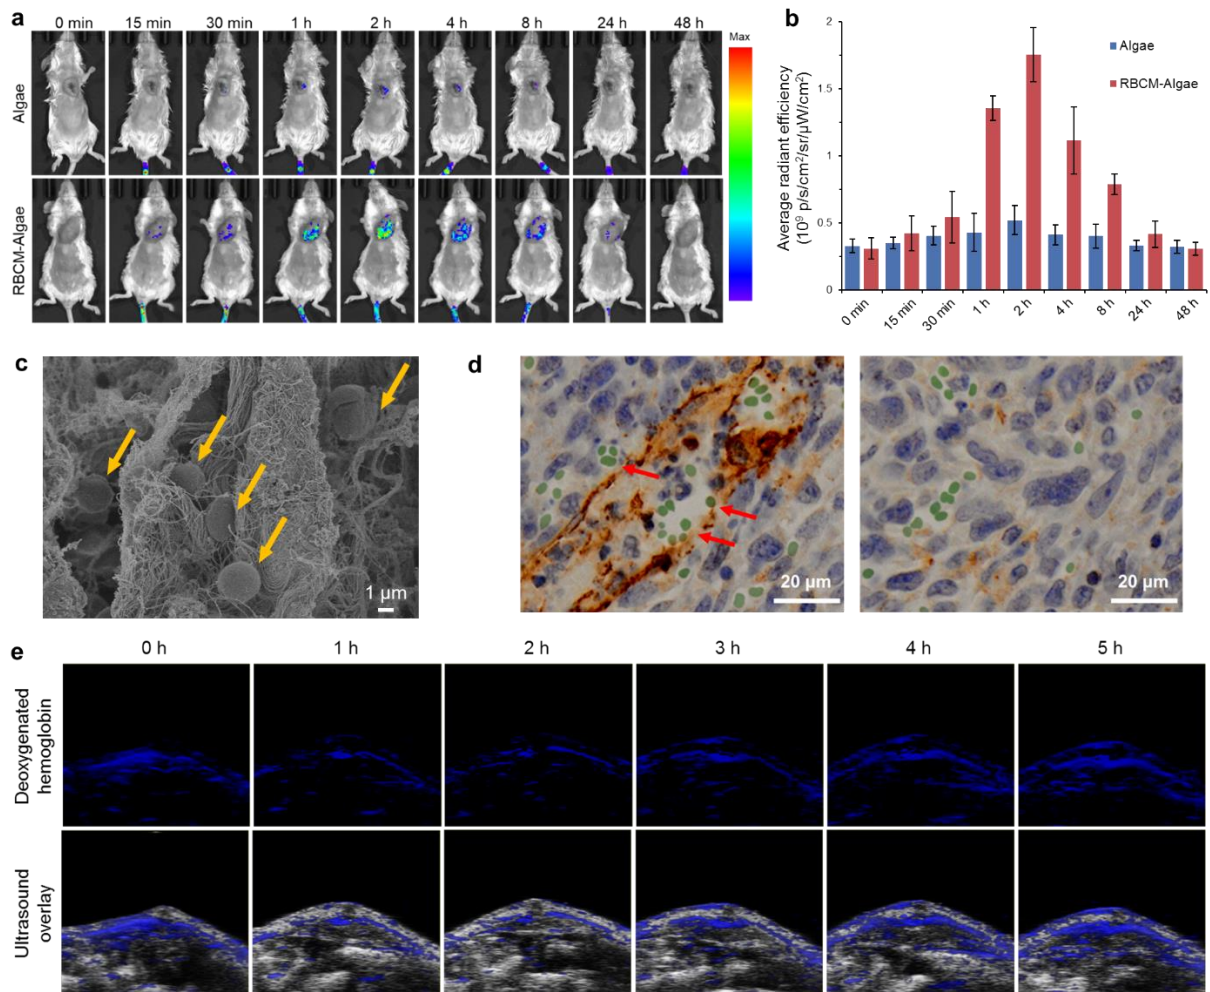 a
0 min 15 min 30 min 1 h 2 h 4 h 8 h 24 h 48 h
Algae
RBCM-Algae
Max
b
Average radiant efficiency
(10⁹ p/s/cm²/sr/μW/cm²)
2
1.5
1
0.5
0
Algae
RBCM-Algae
0 min 15 min 30 min 1 h 2 h 4 h 8 h 24 h 48 h
c
1 μm
d
20 μm
20 μm
e
0 h 1 h 2 h 3 h 4 h 5 h
Deoxygenated
hemoglobin
Ultrasound
overlay